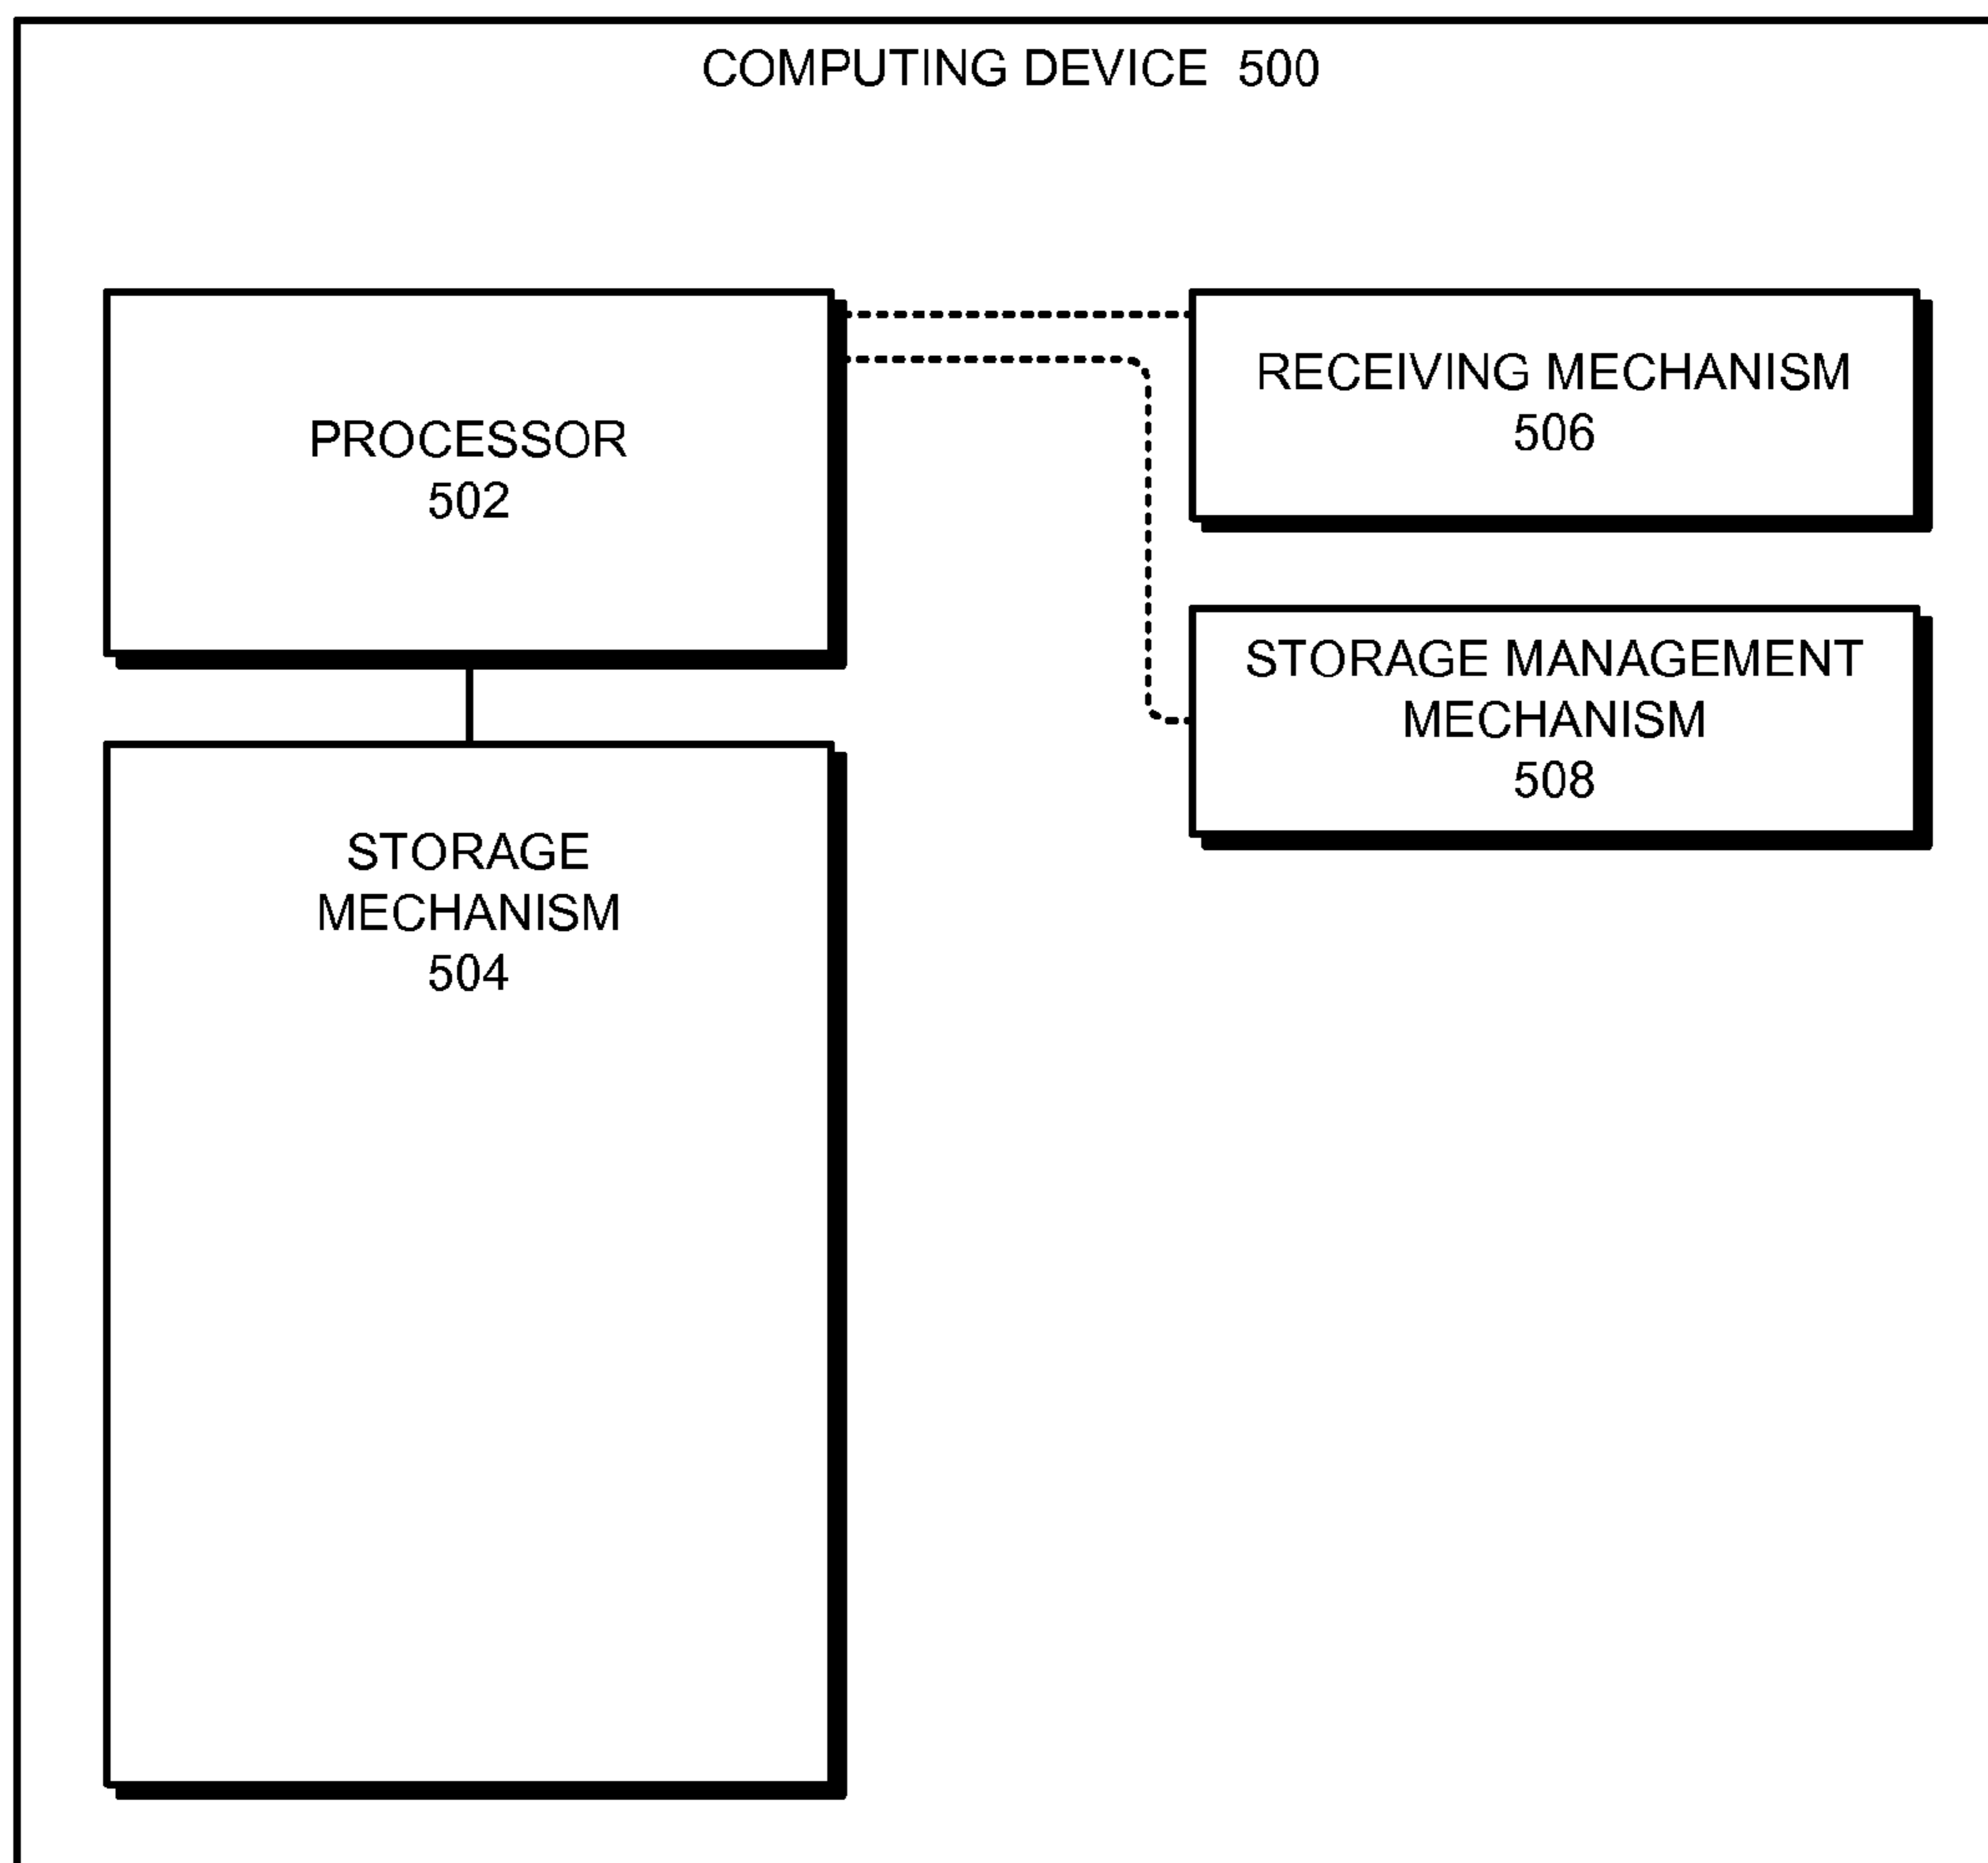 COMPUTING DEVICE 500
PROCESSOR
502
RECEIVING MECHANISM
506
STORAGE MANAGEMENT
MECHANISM
508
STORAGE
MECHANISM
504